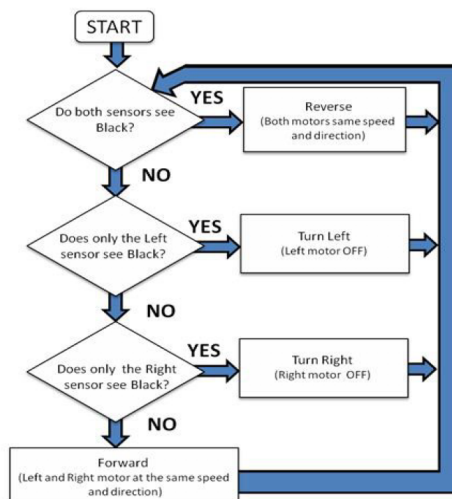 START
Do both sensors see
Black?
YES
Reverse
(Both motors same speed
and direction)
NO
Does only the Left
sensor see Black?
YES
Turn Left
(Left motor OFF)
NO
Does only the Right
sensor see Black?
YES
Turn Right
(Right motor OFF)
NO
Forward
(Left and Right motor at the same speed
and direction)